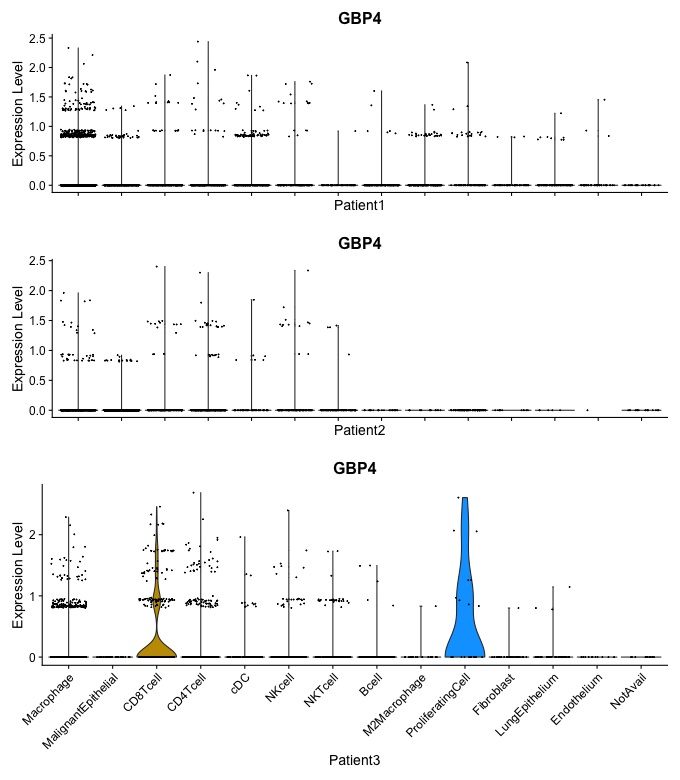 GBP4
Expression Level
2.5
2.0
1.5
1.0
0.5
0.0
Patient1
GBP4
Expression Level
2.5
2.0
1.5
1.0
0.5
0.0
Patient2
GBP4
Expression Level
2
1
0
Macrophage
MalignantEpithelial
CD8Tcell
CD4Tcell
cDC
NKcell
NKTcell
Bcell
M2Macrophage
ProliferatingCell
Fibroblast
LungEpithelium
Endothelium
NotAvail
Patient3